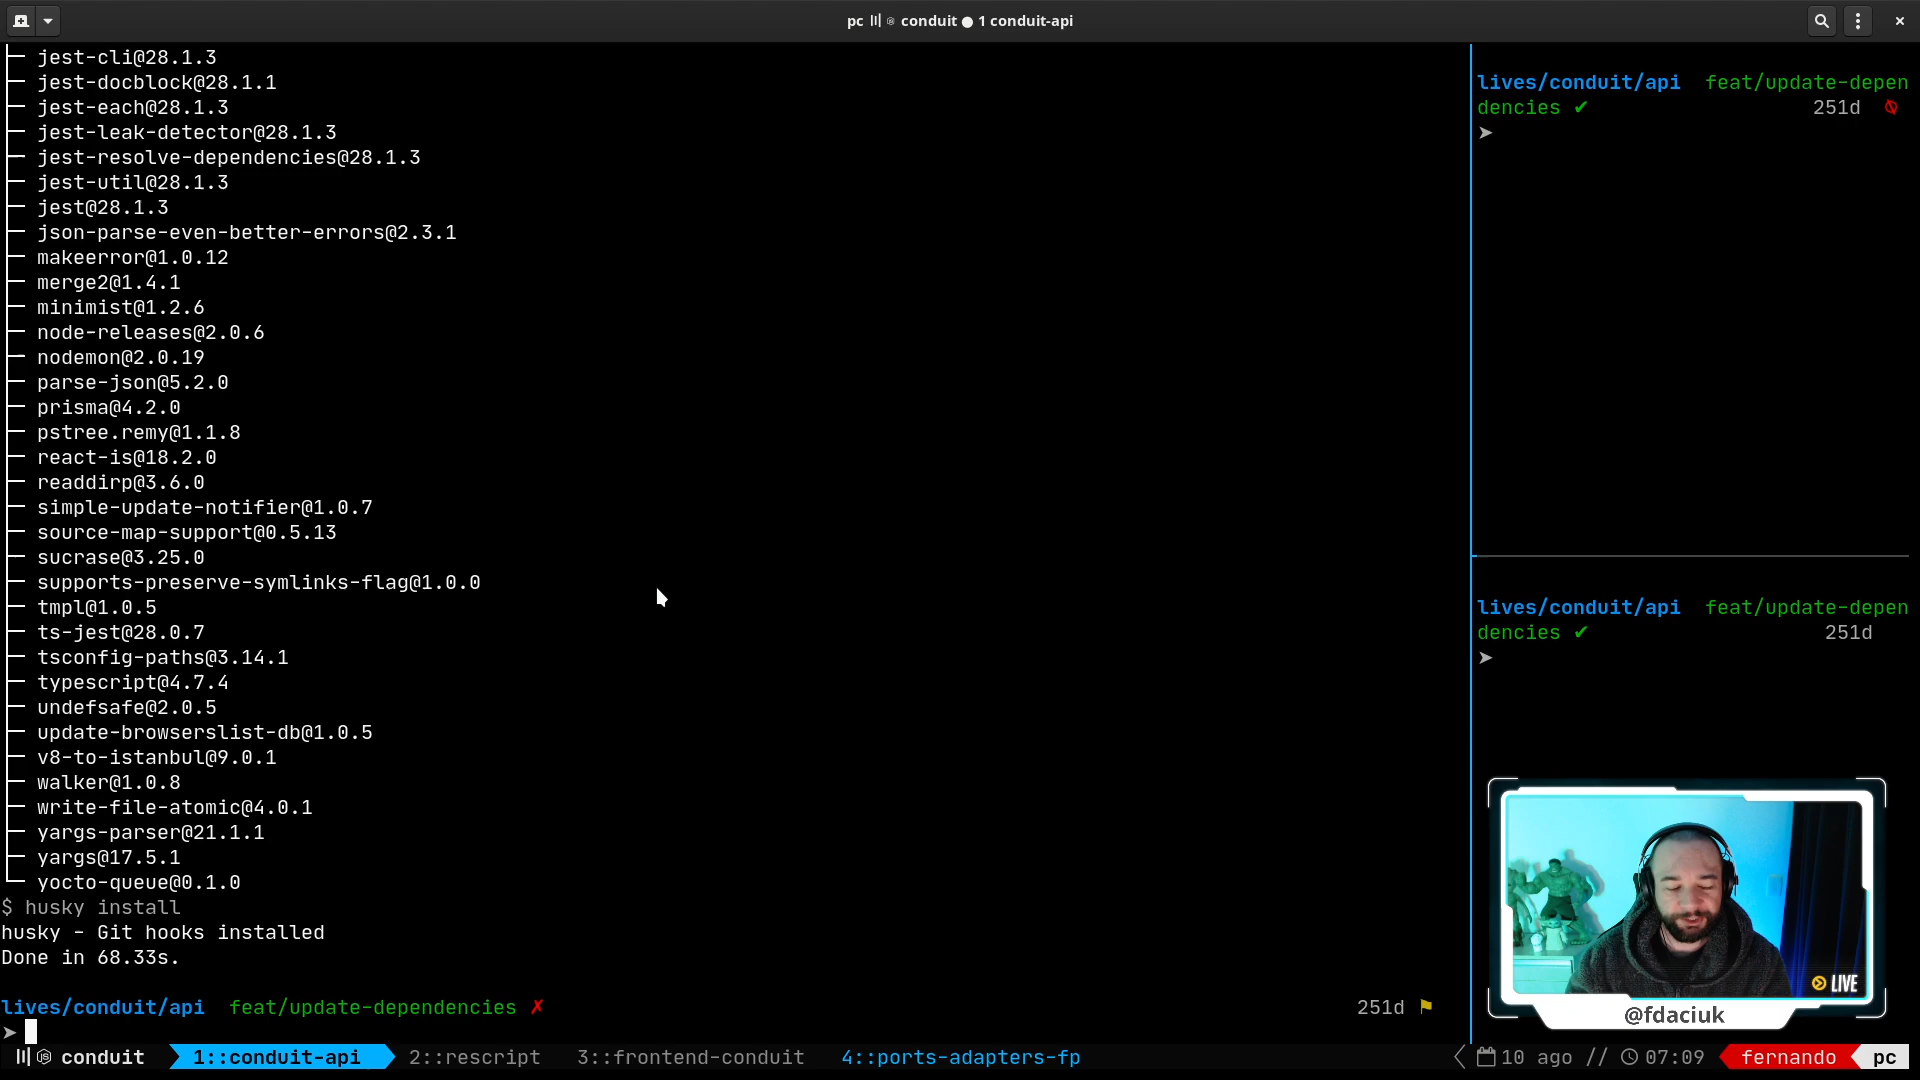 pc conduit ● 1 conduit-api
jest-cli@28.1.3
jest-docblock@28.1.1
jest-each@28.1.3
jest-leak-detector@28.1.3
jest-resolve-dependencies@28.1.3
jest-util@28.1.3
jest@28.1.3
json-parse-even-better-errors@2.3.1
makeerror@1.0.12
merge2@1.4.1
minimist@1.2.6
node-releases@2.0.6
nodemon@2.0.19
parse-json@5.2.0
prisma@4.2.0
pstree.remy@1.1.8
react-is@18.2.0
readdirp@3.6.0
simple-update-notifier@1.0.7
source-map-support@0.5.13
sucrase@3.25.0
supports-preserve-symlinks-flag@1.0.0
tmpl@1.0.5
ts-jest@28.0.7
tsconfig-paths@3.14.1
typescript@4.7.4
undefsafe@2.0.5
update-browserslist-db@1.0.5
v8-to-istanbul@9.0.1
walker@1.0.8
write-file-atomic@4.0.1
yargs-parser@21.1.1
yargs@17.5.1
yocto-queue@0.1.0
$ husky install
husky - Git hooks installed
Done in 68.33s.
lives/conduit/api feat/update-dependencies ✗ 251d
➤
lives/conduit/api feat/update-depen
dencies ✔ 251d
➤
lives/conduit/api feat/update-depen
dencies ✔ 251d
➤
LIVE
@fdaciuk
conduit 1::conduit-api 2::rescript 3::frontend-conduit 4::ports-adapters-fp 10 ago // 07:09 fernando pc